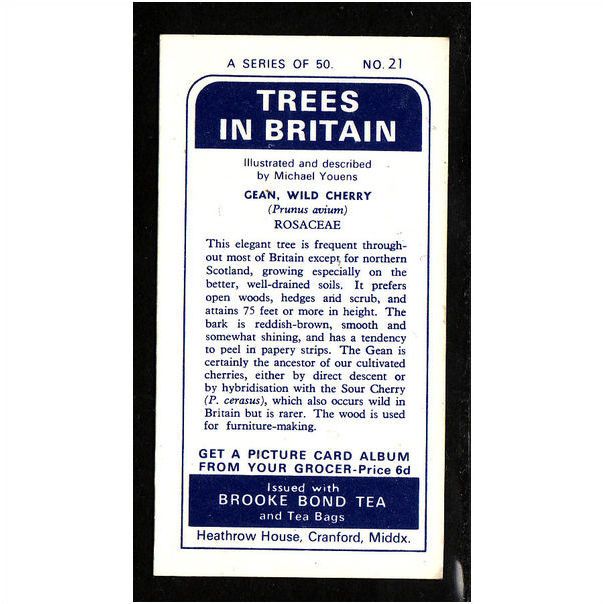 A SERIES OF 50. NO. 21
TREES
IN BRITAIN
Illustrated and described
by Michael Youens
GEAN, WILD CHERRY
(Prunus avium)
ROSACEAE
This elegant tree is frequent through-
out most of Britain except for northern
Scotland, growing especially on the
better, well-drained soils. It prefers
open woods, hedges and scrub, and
attains 75 feet or more in height. The
bark is reddish-brown, smooth and
somewhat shining, and has a tendency
to peel in papery strips. The Gean is
certainly the ancestor of our cultivated
cherries, either by direct descent or
by hybridisation with the Sour Cherry
(P. cerasus), which also occurs wild in
Britain but is rarer. The wood is used
for furniture-making.
GET A PICTURE CARD ALBUM
FROM YOUR GROCER-Price 6d
Issued with
BROOKE BOND TEA
and Tea Bags
Heathrow House, Cranford, Middx.